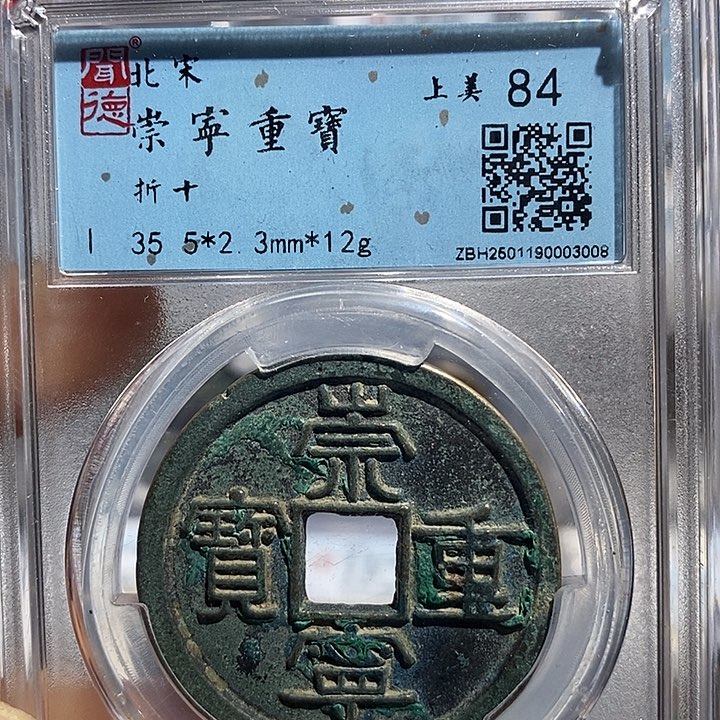 聞德®
北宋
崇寧重寶
上美 84
折十
35 5*2.3mm*12g
ZBH2501190003008
崇
重
寧
寶